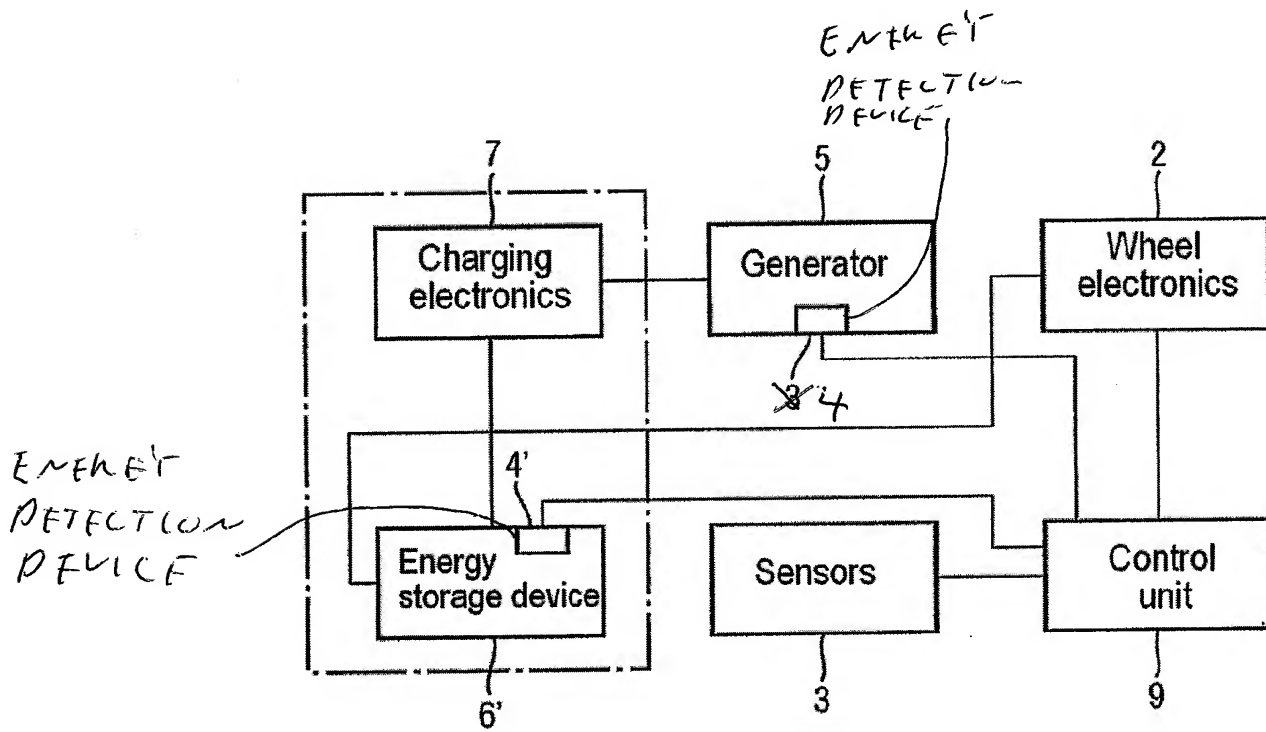 ENERGY
DETECTION
DEVICE
7
5
2
Charging
electronics
Generator
Wheel
electronics
3 4
ENERGY
DETECTION
DEVICE
4'
Energy
storage device
Sensors
Control
unit
6'
3
9